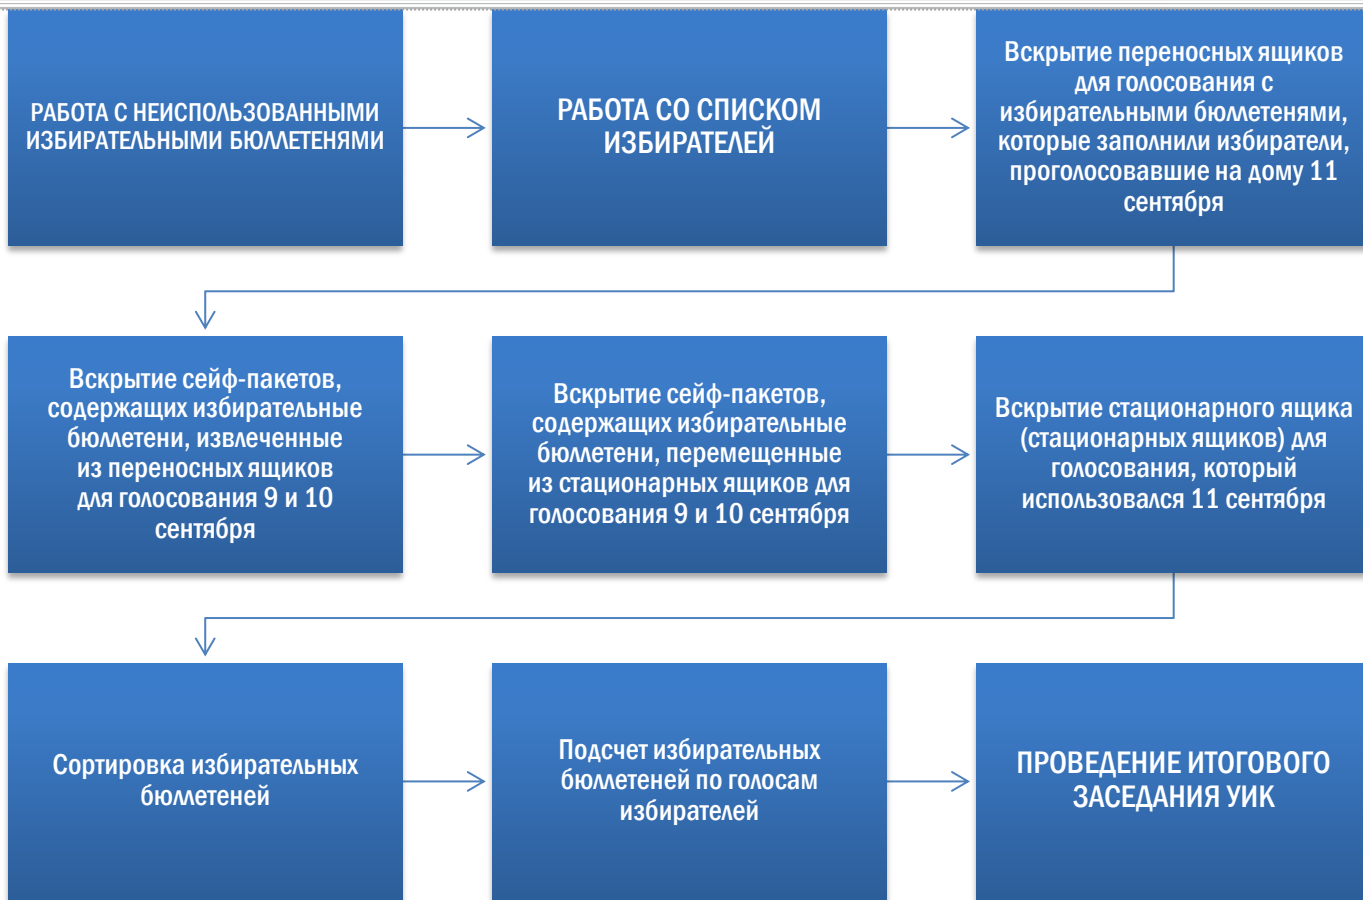 РАБОТА С НЕИСПОЛЬЗОВАННЫМИ
ИЗБИРАТЕЛЬНЫМИ БЮЛЛЕТЕНЯМИ
РАБОТА СО СПИСКОМ
ИЗБИРАТЕЛЕЙ
Вскрытие переносных ящиков
для голосования с
избирательными бюллетенями,
которые заполнили избиратели,
проголосовавшие на дому 11
сентября
Вскрытие сейф-пакетов,
содержащих избирательные
бюллетени, извлеченные
из переносных ящиков
для голосования 9 и 10
сентября
Вскрытие сейф-пакетов,
содержащих избирательные
бюллетени, перемещенные
из стационарных ящиков для
голосования 9 и 10 сентября
Вскрытие стационарного ящика
(стационарных ящиков) для
голосования, который
использовался 11 сентября
Сортировка избирательных
бюллетеней
Подсчет избирательных
бюллетеней по голосам
избирателей
ПРОВЕДЕНИЕ ИТОГОВОГО
ЗАСЕДАНИЯ УИК